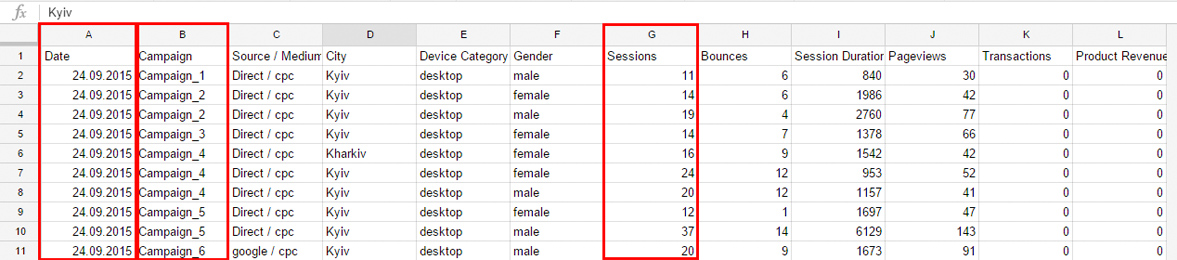 fx Kyiv
A B C D E F G H I J K L
1 Date Campaign Source / Medium City Device Category Gender Sessions Bounces Session Duration Pageviews Transactions Product Revenue
2 24.09.2015 Campaign_1 Direct / cpc Kyiv desktop male 11 6 840 30 0 0
3 24.09.2015 Campaign_2 Direct / cpc Kyiv desktop female 14 6 1986 42 0 0
4 24.09.2015 Campaign_2 Direct / cpc Kyiv desktop male 19 4 2760 77 0 0
5 24.09.2015 Campaign_3 Direct / cpc Kyiv desktop female 14 7 1378 66 0 0
6 24.09.2015 Campaign_4 Direct / cpc Kharkiv desktop female 16 9 1542 42 0 0
7 24.09.2015 Campaign_4 Direct / cpc Kyiv desktop female 24 12 953 52 0 0
8 24.09.2015 Campaign_4 Direct / cpc Kyiv desktop male 20 12 1157 41 0 0
9 24.09.2015 Campaign_5 Direct / cpc Kyiv desktop female 12 1 1697 47 0 0
10 24.09.2015 Campaign_5 Direct / cpc Kyiv desktop male 37 14 6129 143 0 0
11 24.09.2015 Campaign_6 google / cpc Kyiv desktop male 20 9 1673 91 0 0